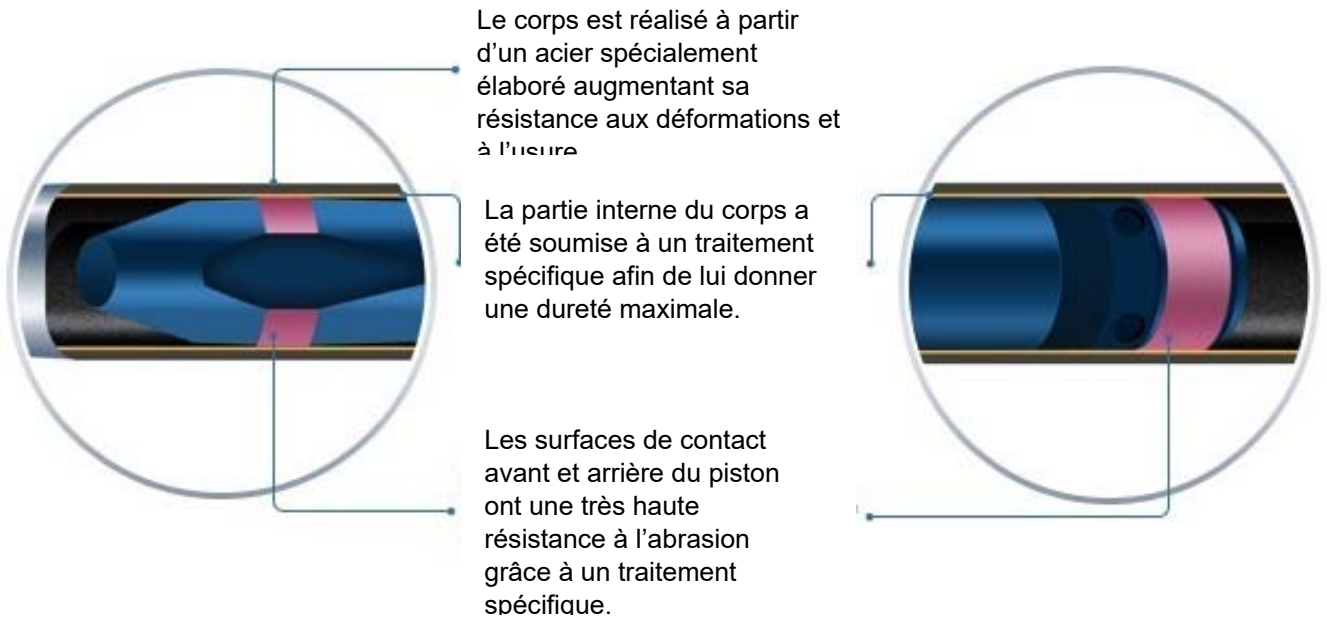 Le corps est réalisé à partir
d’un acier spécialement
élaboré augmentant sa
résistance aux déformations et
à l’usure
La partie interne du corps a
été soumise à un traitement
spécifique afin de lui donner
une dureté maximale.
Les surfaces de contact
avant et arrière du piston
ont une très haute
résistance à l’abrasion
grâce à un traitement
spécifique.